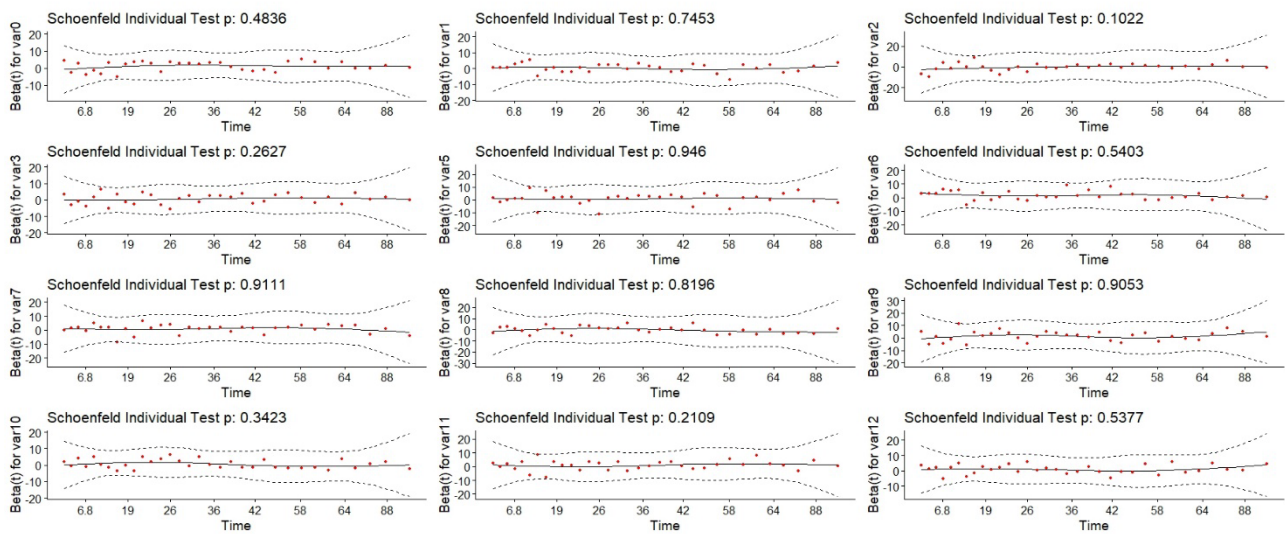 Schoenfeld Individual Test p: 0.4836
Beta(t) for var0
20
10
0
-10
6.8 19 26 36 42 58 64 88
Time
Schoenfeld Individual Test p: 0.7453
Beta(t) for var1
20
10
0
-10
-20
6.8 19 26 36 42 58 64 88
Time
Schoenfeld Individual Test p: 0.1022
Beta(t) for var2
20
0
-20
6.8 19 26 36 42 58 64 88
Time
Schoenfeld Individual Test p: 0.2627
Beta(t) for var3
20
10
0
-10
-20
6.8 19 26 36 42 58 64 88
Time
Schoenfeld Individual Test p: 0.946
Beta(t) for var5
20
10
0
-10
-20
6.8 19 26 36 42 58 64 88
Time
Schoenfeld Individual Test p: 0.5403
Beta(t) for var6
20
10
0
-10
-20
6.8 19 26 36 42 58 64 88
Time
Schoenfeld Individual Test p: 0.9111
Beta(t) for var7
20
10
0
-10
-20
6.8 19 26 36 42 58 64 88
Time
Schoenfeld Individual Test p: 0.8196
Beta(t) for var8
20
10
0
-10
-20
-30
6.8 19 26 36 42 58 64 88
Time
Schoenfeld Individual Test p: 0.9053
Beta(t) for var9
30
20
10
0
-10
-20
6.8 19 26 36 42 58 64 88
Time
Schoenfeld Individual Test p: 0.3423
Beta(t) for var10
20
10
0
-10
-20
6.8 19 26 36 42 58 64 88
Time
Schoenfeld Individual Test p: 0.2109
Beta(t) for var11
20
10
0
-10
-20
6.8 19 26 36 42 58 64 88
Time
Schoenfeld Individual Test p: 0.5377
Beta(t) for var12
20
10
0
-10
6.8 19 26 36 42 58 64 88
Time